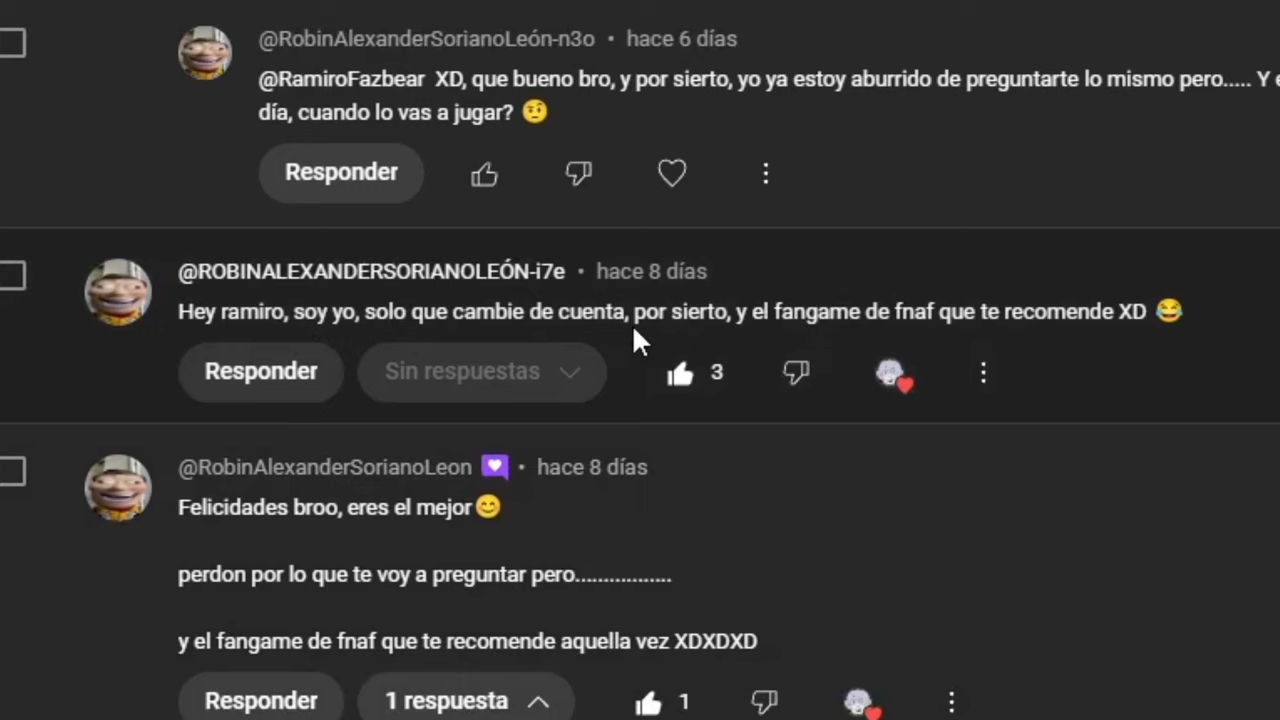 @RobinAlexanderSorianoLeón-n3o • hace 6 días
@RamiroFazbear XD, que bueno bro, y por sierto, yo ya estoy aburrido de preguntarte lo mismo pero..... Y
día, cuando lo vas a jugar? 🤨
Responder
@ROBINALEXANDERSORIANOLEÓN-i7e • hace 8 días
Hey ramiro, soy yo, solo que cambie de cuenta, por sierto, y el fangame de fnaf que te recomende XD 😂
Responder Sin respuestas 3
@RobinAlexanderSorianoLeon • hace 8 días
Felicidades broo, eres el mejor😊
perdon por lo que te voy a preguntar pero.................
y el fangame de fnaf que te recomende aquella vez XDXDXD
Responder 1 respuesta 1